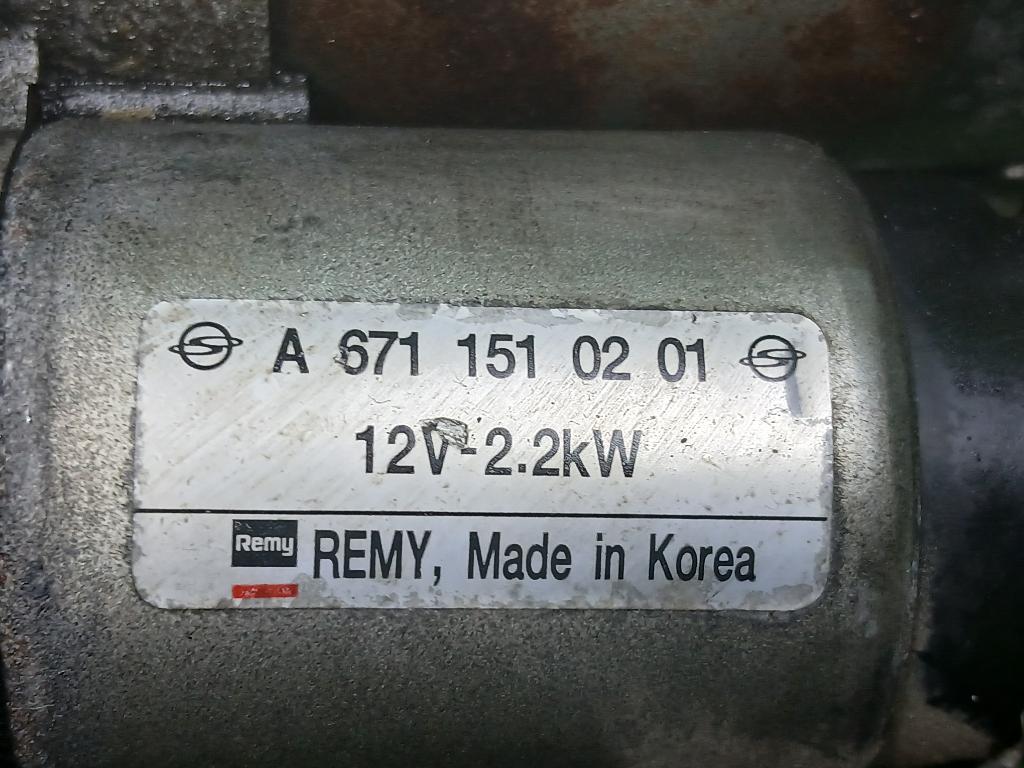 A 671 151 02 01
12V-2.2kW
Remy REMY, Made in Korea